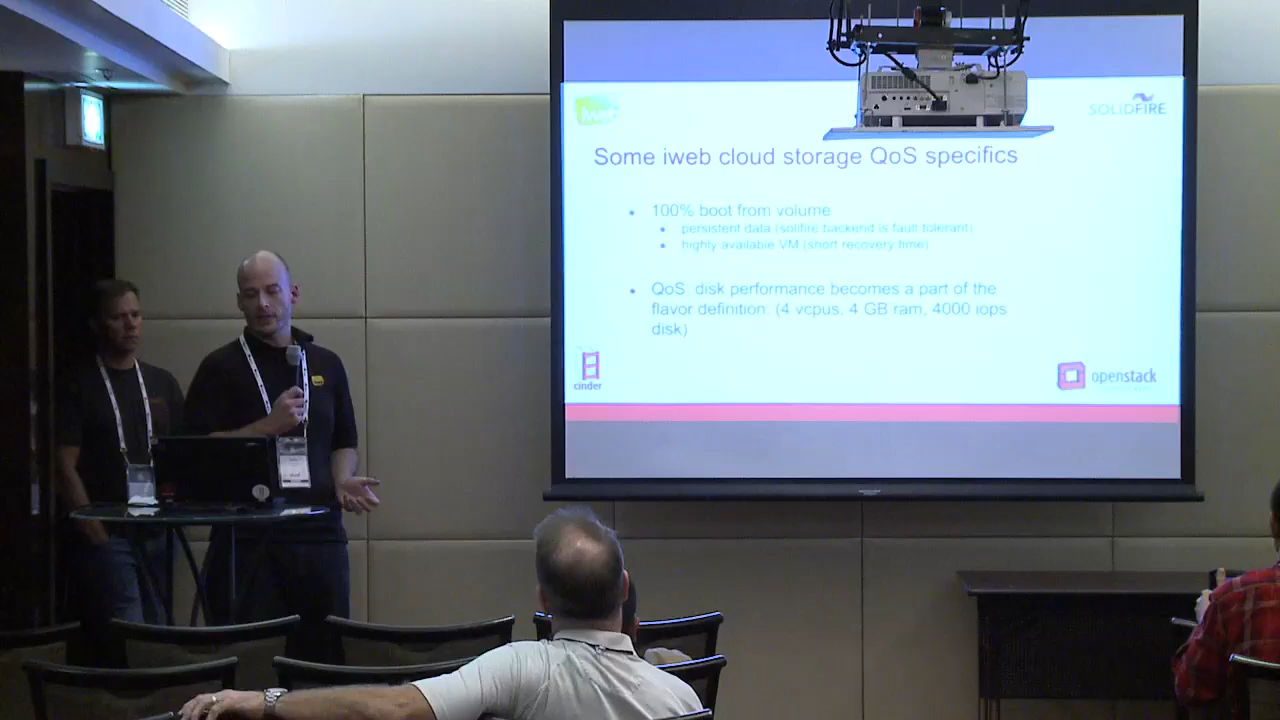 iweb
SOLIDFIRE
Some iweb cloud storage QoS specifics
• 100% boot from volume
• persistent data (solifire backend is fault tolerant)
• highly available VM (short recovery time)
• QoS disk performance becomes a part of the
flavor definition: (4 vcpus, 4 GB ram, 4000 iops
disk)
cinder
openstack